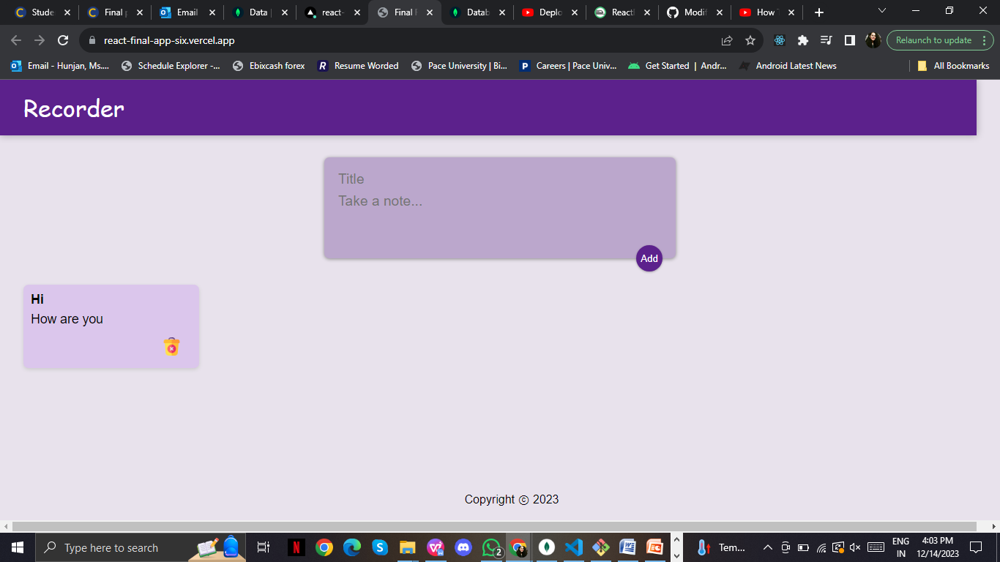 Stude
Final p
Email
Data |
react-
Final R
Datab
Deplo
React
Modif
How T
react-final-app-six.vercel.app
Relaunch to update
Email - Hunjan, Ms....
Schedule Explorer -...
Ebixcash forex
Resume Worded
Pace University | Bi...
Careers | Pace Univ...
Get Started | Andr...
Android Latest News
All Bookmarks
Recorder
Title
Take a note...
Add
Hi
How are you
Copyright ⓒ 2023
Type here to search
2
Tem...
ENG
IN
4:03 PM
12/14/2023